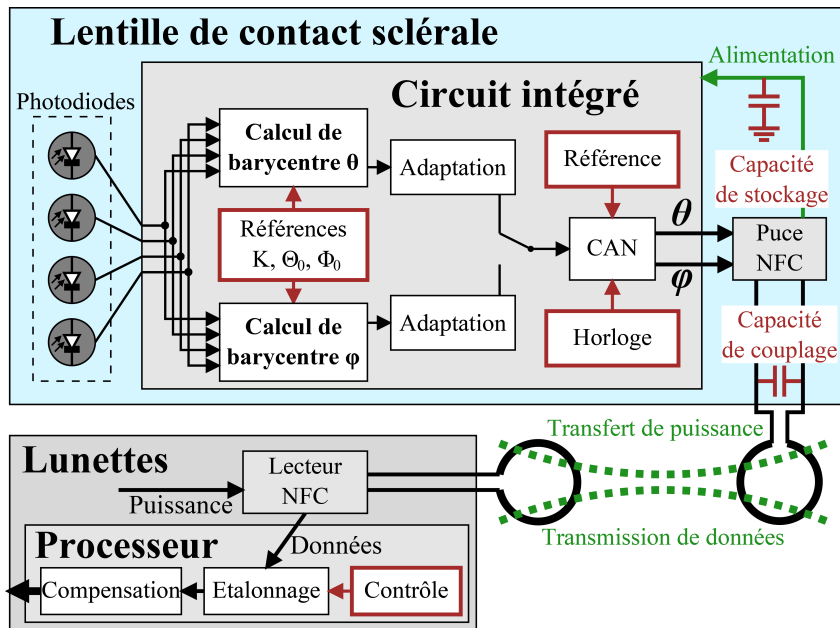 Lentille de contact sclérale
Alimentation
Photodiodes
Circuit intégré
Calcul de
barycentre θ
Adaptation
Référence
Capacité
de stockage
Références
K, Θ₀, Φ₀
CAN
θ
φ
Puce
NFC
Calcul de
barycentre φ
Adaptation
Horloge
Capacité
de couplage
Transfert de puissance
Lunettes
Lecteur
NFC
Puissance
Transmission de données
Processeur
Données
Compensation
Etalonnage
Contrôle